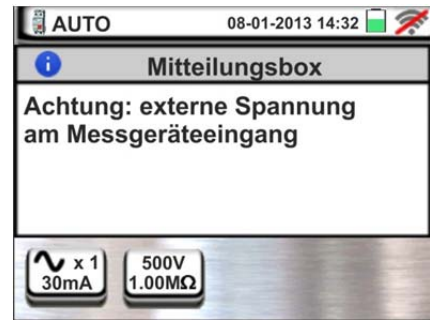 AUTO 08-01-2013 14:32
Mitteilungsbox
Achtung: externe Spannung
am Messgeräteeingang
x 1 500V
30mA 1.00MΩ